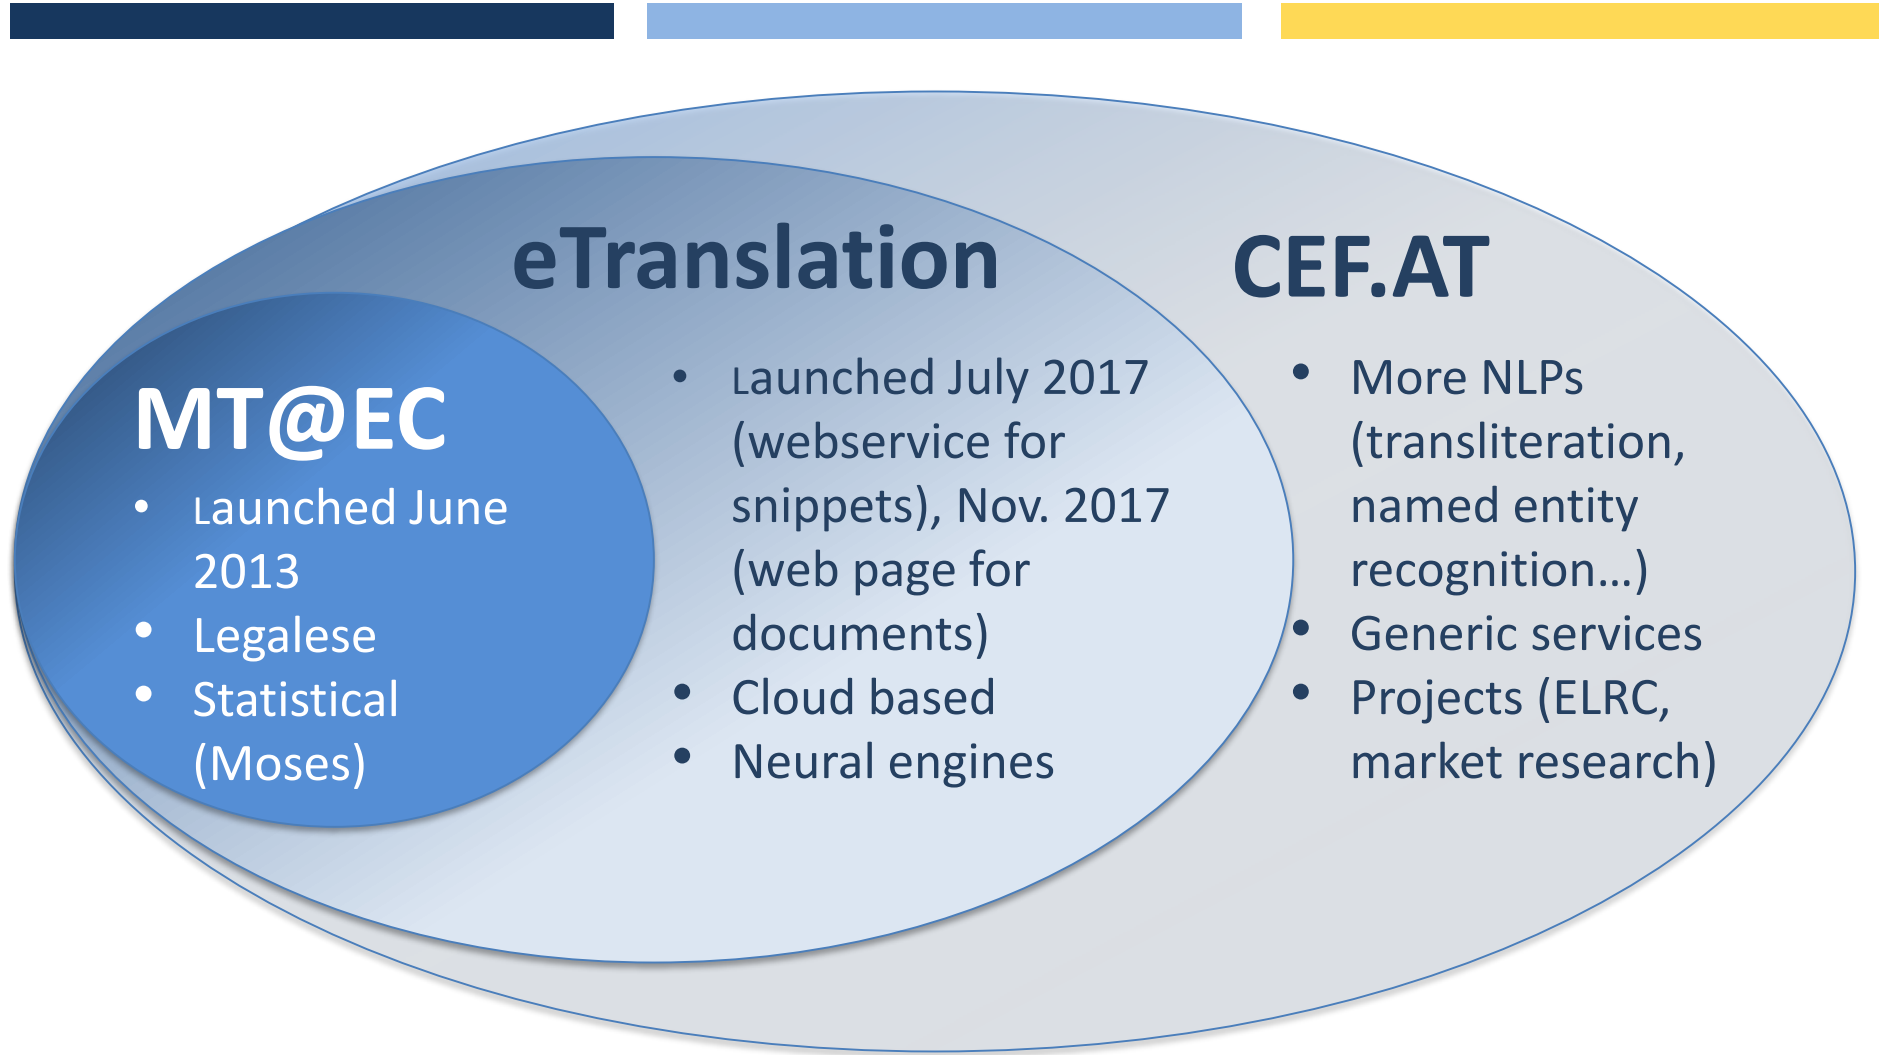 eTranslation
CEF.AT
MT@EC
• Launched June
2013
• Legalese
• Statistical
(Moses)
• Launched July 2017
(webservice for
snippets), Nov. 2017
(web page for
documents)
• Cloud based
• Neural engines
• More NLPs
(transliteration,
named entity
recognition…)
• Generic services
• Projects (ELRC,
market research)